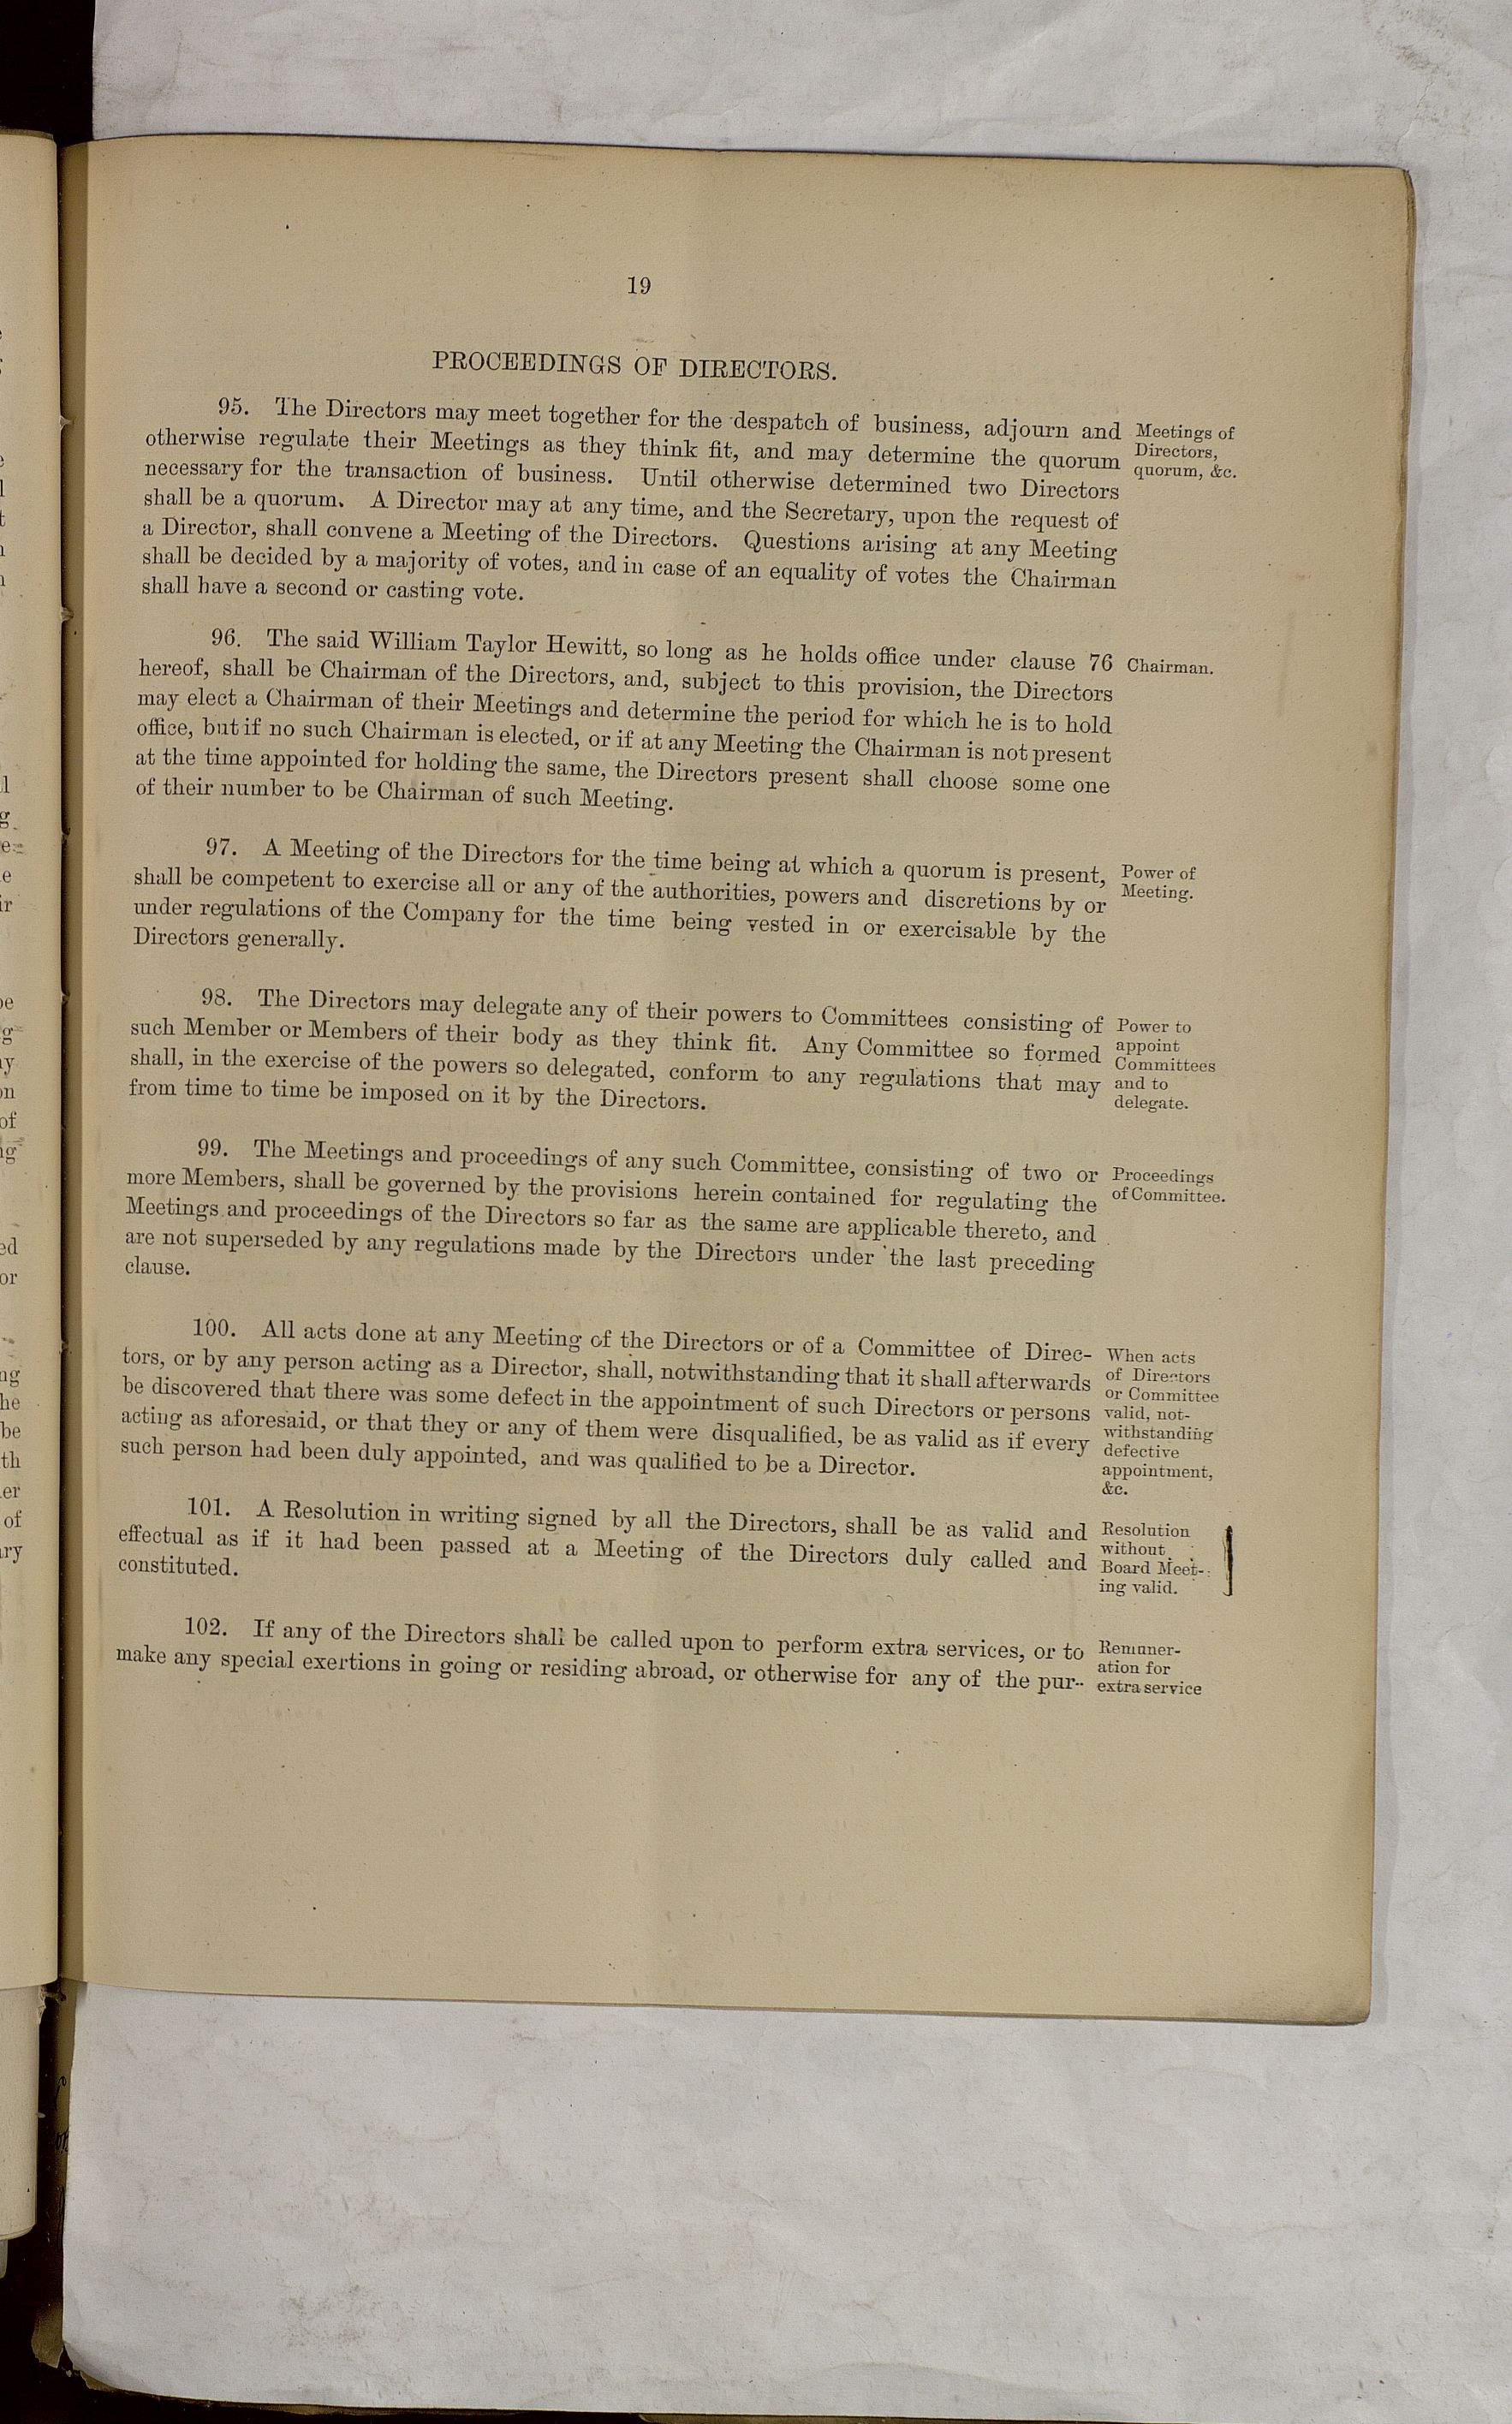 19
PROCEEDINGS OF DIRECTORS.
95. The Directors may meet together for the despatch of business, adjourn and
otherwise regulate their Meetings as they think fit, and may determine the quorum
necessary for the transaction of business. Until otherwise determined two Directors
shall be a quorum. A Director may at any time, and the Secretary, upon the request of
a Director, shall convene a Meeting of the Directors. Questions arising at any Meeting
shall be decided by a majority of votes, and in case of an equality of votes the Chairman
shall have a second or casting vote.
Meetings of
Directors,
quorum, &c.
96. The said William Taylor Hewitt, so long as he holds office under clause 76
hereof, shall be Chairman of the Directors, and, subject to this provision, the Directors
may elect a Chairman of their Meetings and determine the period for which he is to hold
office, but if no such Chairman is elected, or if at any Meeting the Chairman is not present
at the time appointed for holding the same, the Directors present shall choose some one
of their number to be Chairman of such Meeting.
Chairman.
97. A Meeting of the Directors for the time being at which a quorum is present,
shall be competent to exercise all or any of the authorities, powers and discretions by or
under regulations of the Company for the time being vested in or exercisable by the
Directors generally.
Power of
Meeting.
98. The Directors may delegate any of their powers to Committees consisting of
such Member or Members of their body as they think fit. Any Committee so formed
shall, in the exercise of the powers so delegated, conform to any regulations that may
from time to time be imposed on it by the Directors.
Power to
appoint
Committees
and to
delegate.
99. The Meetings and proceedings of any such Committee, consisting of two or
more Members, shall be governed by the provisions herein contained for regulating the
Meetings and proceedings of the Directors so far as the same are applicable thereto, and
are not superseded by any regulations made by the Directors under the last preceding
clause.
Proceedings
of Committee.
100. All acts done at any Meeting of the Directors or of a Committee of Direc-
tors, or by any person acting as a Director, shall, notwithstanding that it shall afterwards
be discovered that there was some defect in the appointment of such Directors or persons
acting as aforesaid, or that they or any of them were disqualified, be as valid as if every
such person had been duly appointed, and was qualified to be a Director.
When acts
of Directors
or Committee
valid, not-
withstanding
defective
appointment,
&c.
101. A Resolution in writing signed by all the Directors, shall be as valid and
effectual as if it had been passed at a Meeting of the Directors duly called and
constituted.
Resolution
without
Board Meet-
ing valid.
102. If any of the Directors shall be called upon to perform extra services, or to
make any special exertions in going or residing abroad, or otherwise for any of the pur-
Remuner-
ation for
extra service